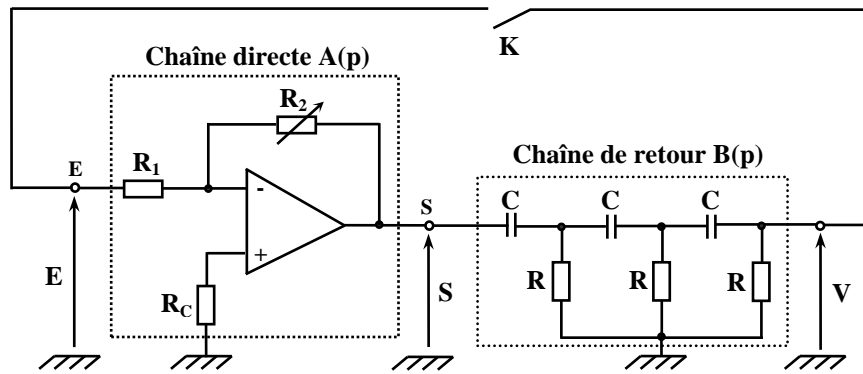 K
Chaîne directe A(p)
R2
Chaîne de retour B(p)
E
R1
-
S
C
C
C
+
E
RC
S
R
R
R
V